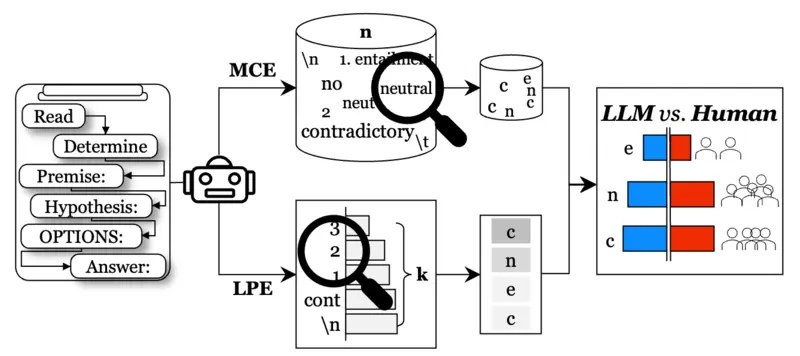 Read
Determine
Premise:
Hypothesis:
OPTIONS:
Answer:
MCE
n
\n 1. entailment
no
neutral
2 neut
contradictory \t
c e
n
c n c
LPE
3
2
1
cont
\n
k
c
n
e
c
LLM vs. Human
e
n
c